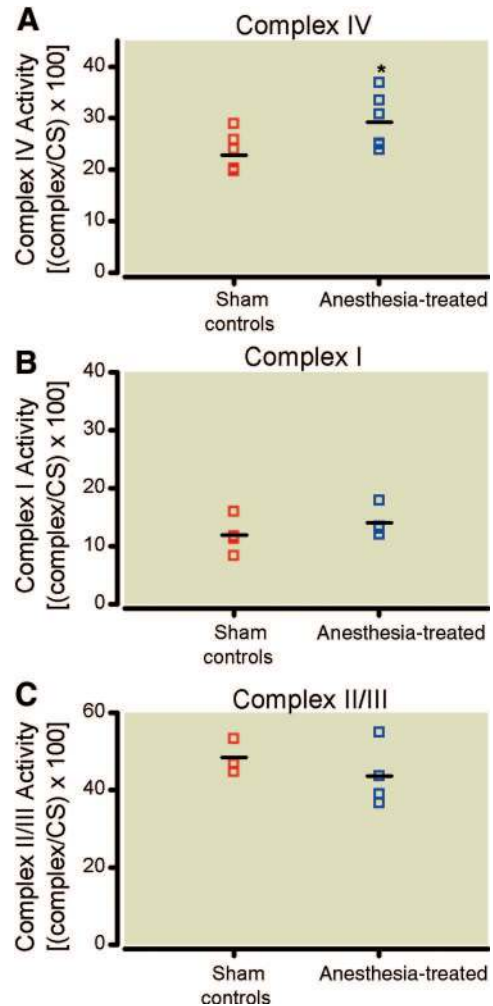 A
Complex IV
Complex IV Activity
[(complex/CS) x 100]
40
30
20
10
0
*
Sham
controls
Anesthesia-treated
B
Complex I
Complex I Activity
[(complex/CS) x 100]
40
30
20
10
0
Sham
controls
Anesthesia-treated
C
Complex II/III
Complex II/III Activity
[(complex/CS) x 100]
60
40
20
0
Sham
controls
Anesthesia-treated